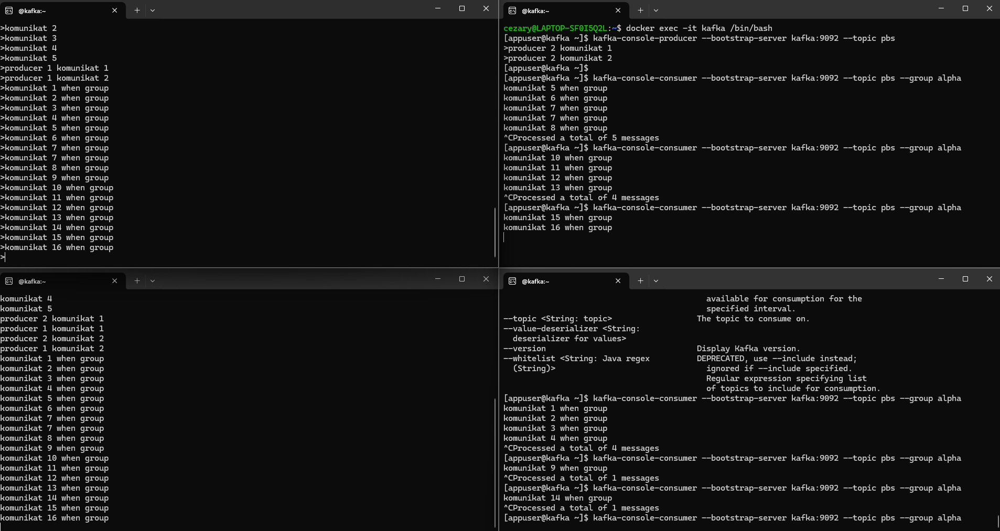 @kafka:~
>komunikat 2
>komunikat 3
>komunikat 4
>komunikat 5
>producer 1 komunikat 1
>producer 1 komunikat 2
>komunikat 1 when group
>komunikat 2 when group
>komunikat 3 when group
>komunikat 4 when group
>komunikat 5 when group
>komunikat 6 when group
>komunikat 7 when group
>komunikat 7 when group
>komunikat 8 when group
>komunikat 9 when group
>komunikat 10 when group
>komunikat 11 when group
>komunikat 12 when group
>komunikat 13 when group
>komunikat 14 when group
>komunikat 15 when group
>komunikat 16 when group
>
@kafka:~
cezary@LAPTOP-SF0I5Q2L:~$ docker exec -it kafka /bin/bash
[appuser@kafka ~]$ kafka-console-producer --bootstrap-server kafka:9092 --topic pbs
>producer 2 komunikat 1
>producer 2 komunikat 2
[appuser@kafka ~]$
[appuser@kafka ~]$ kafka-console-consumer --bootstrap-server kafka:9092 --topic pbs --group alpha
komunikat 5 when group
komunikat 6 when group
komunikat 7 when group
komunikat 7 when group
komunikat 8 when group
^CProcessed a total of 5 messages
[appuser@kafka ~]$ kafka-console-consumer --bootstrap-server kafka:9092 --topic pbs --group alpha
komunikat 10 when group
komunikat 11 when group
komunikat 12 when group
komunikat 13 when group
^CProcessed a total of 4 messages
[appuser@kafka ~]$ kafka-console-consumer --bootstrap-server kafka:9092 --topic pbs --group alpha
komunikat 15 when group
komunikat 16 when group
@kafka:~
komunikat 4
komunikat 5
producer 2 komunikat 1
producer 1 komunikat 1
producer 2 komunikat 2
producer 1 komunikat 2
komunikat 1 when group
komunikat 2 when group
komunikat 3 when group
komunikat 4 when group
komunikat 5 when group
komunikat 6 when group
komunikat 7 when group
komunikat 7 when group
komunikat 8 when group
komunikat 9 when group
komunikat 10 when group
komunikat 11 when group
komunikat 12 when group
komunikat 13 when group
komunikat 14 when group
komunikat 15 when group
komunikat 16 when group
@kafka:~
available for consumption for the
specified interval.
--topic <String: topic> The topic to consume on.
--value-deserializer <String:
deserializer for values>
--version Display Kafka version.
--whitelist <String: Java regex DEPRECATED, use --include instead;
(String)> ignored if --include specified.
Regular expression specifying list
of topics to include for consumption.
[appuser@kafka ~]$ kafka-console-consumer --bootstrap-server kafka:9092 --topic pbs --group alpha
komunikat 1 when group
komunikat 2 when group
komunikat 3 when group
komunikat 4 when group
^CProcessed a total of 4 messages
[appuser@kafka ~]$ kafka-console-consumer --bootstrap-server kafka:9092 --topic pbs --group alpha
komunikat 9 when group
^CProcessed a total of 1 messages
[appuser@kafka ~]$ kafka-console-consumer --bootstrap-server kafka:9092 --topic pbs --group alpha
komunikat 14 when group
^CProcessed a total of 1 messages
[appuser@kafka ~]$ kafka-console-consumer --bootstrap-server kafka:9092 --topic pbs --group alpha